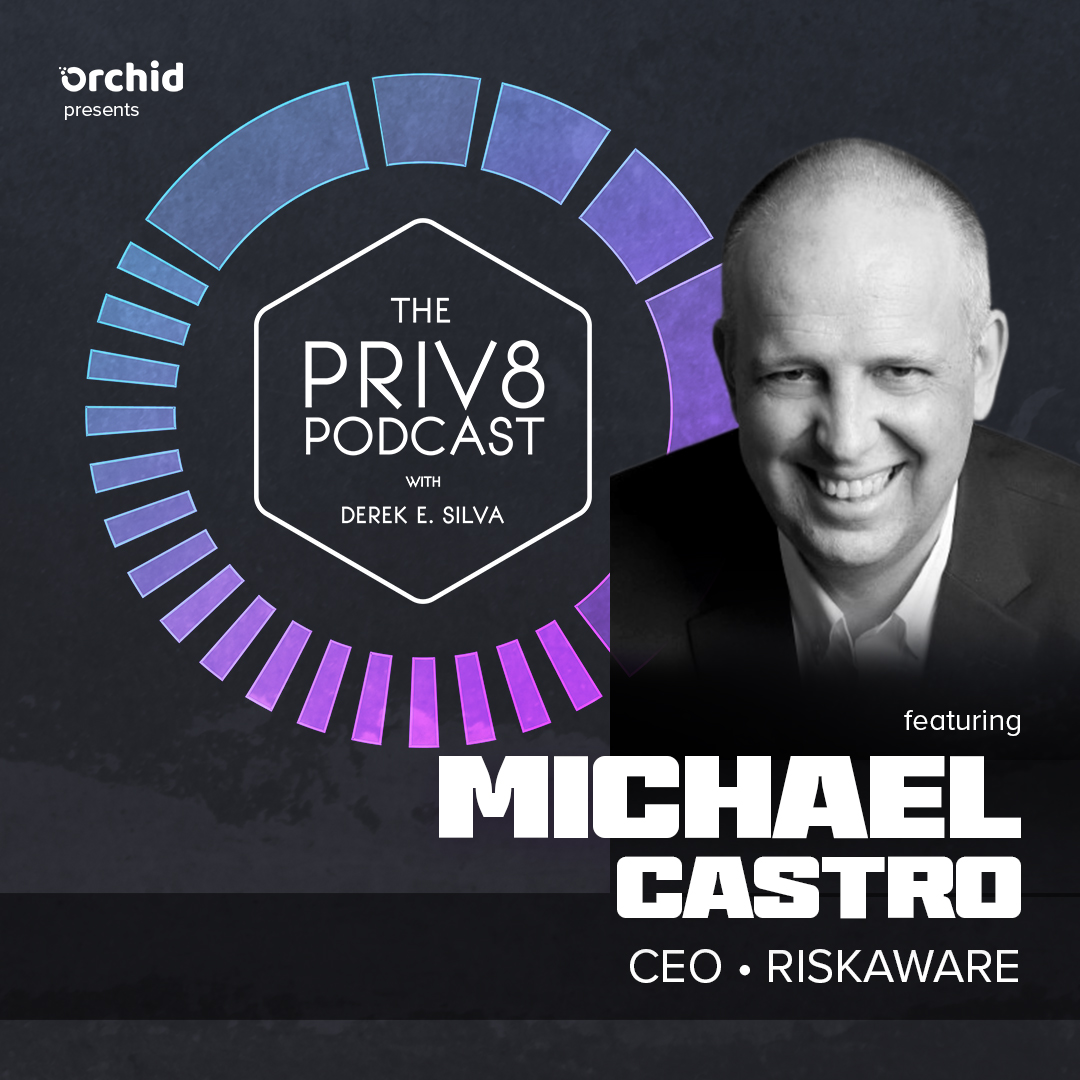 Orchid
presents
THE
PRIV8
PODCAST
WITH
DEREK E. SILVA
featuring
MICHAEL
CASTRO
CEO • RISKAWARE